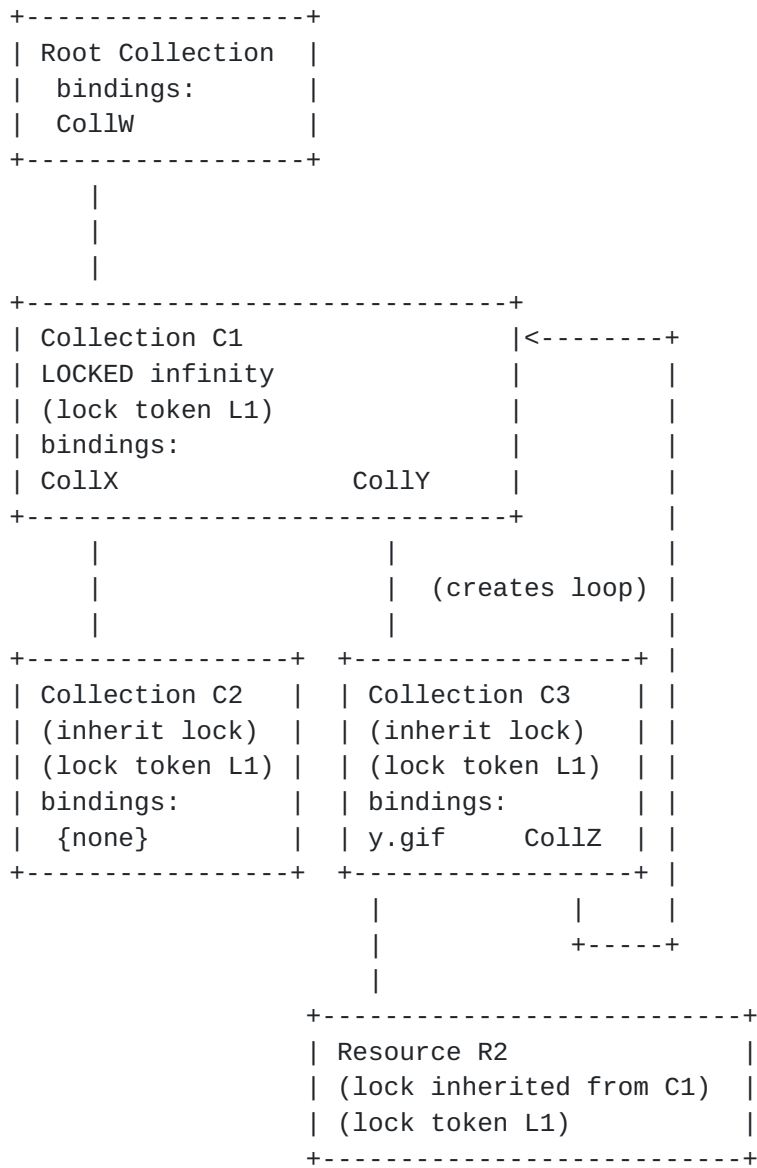 +------------------+
| Root Collection  |
|  bindings:       |
|  CollW           |
+------------------+
     |
     |
     |
+-------------------------------+
| Collection C1                 |<--------+
| LOCKED infinity               |         |
| (lock token L1)               |         |
| bindings:                     |         |
| CollX               CollY     |         |
+-------------------------------+         |
     |                  |                 |
     |                  |  (creates loop) |
     |                  |                 |
+-----------------+  +------------------+ |
| Collection C2   |  | Collection C3    | |
| (inherit lock)  |  | (inherit lock)   | |
| (lock token L1) |  | (lock token L1)  | |
| bindings:       |  | bindings:        | |
|  {none}         |  | y.gif     CollZ  | |
+-----------------+  +------------------+ |
                       |            |     |
                       |            +-----+
                       |
                   +---------------------------+
                   | Resource R2               |
                   | (lock inherited from C1)  |
                   | (lock token L1)           |
                   +---------------------------+